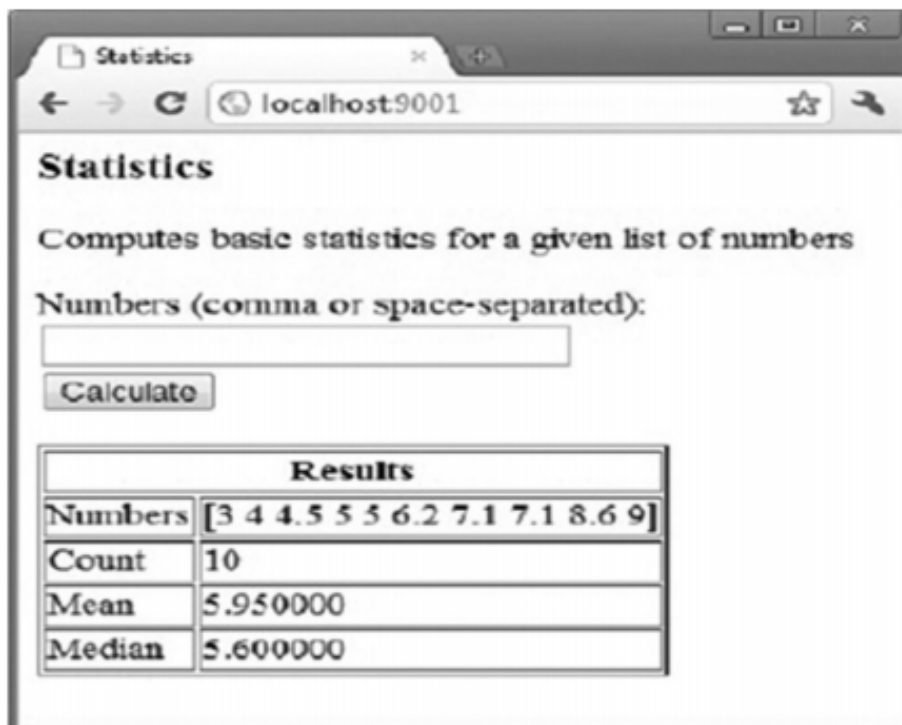 Statistics
localhost:9001
Statistics
Computes basic statistics for a given list of numbers
Numbers (comma or space-separated):
Calculate
Results
Numbers [3 4 4.5 5 5 6.2 7.1 7.1 8.6 9]
Count 10
Mean 5.950000
Median 5.600000